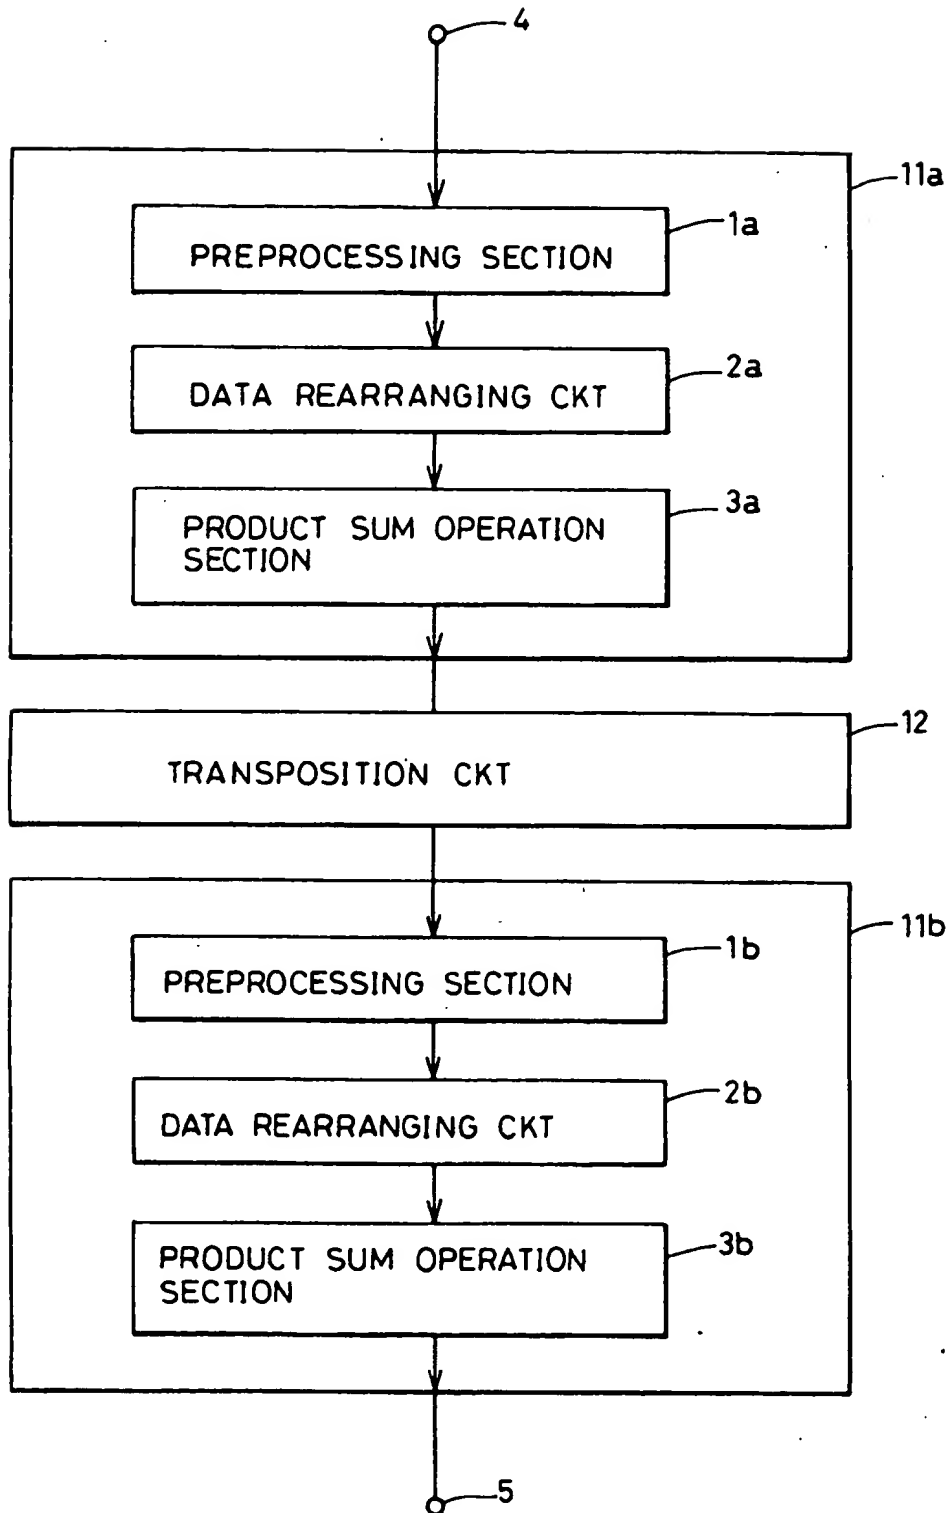 4
11a
1a
PREPROCESSING SECTION
2a
DATA REARRANGING CKT
3a
PRODUCT SUM OPERATION
SECTION
12
TRANSPOSITION CKT
11b
1b
PREPROCESSING SECTION
2b
DATA REARRANGING CKT
3b
PRODUCT SUM OPERATION
SECTION
5